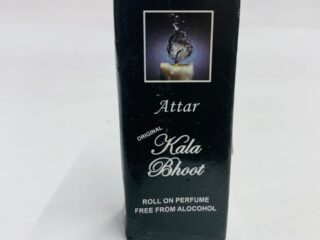 Attar
ORIGINAL
Kala
Bhoot
ROLL ON PERFUME
FREE FROM ALOCOHOL